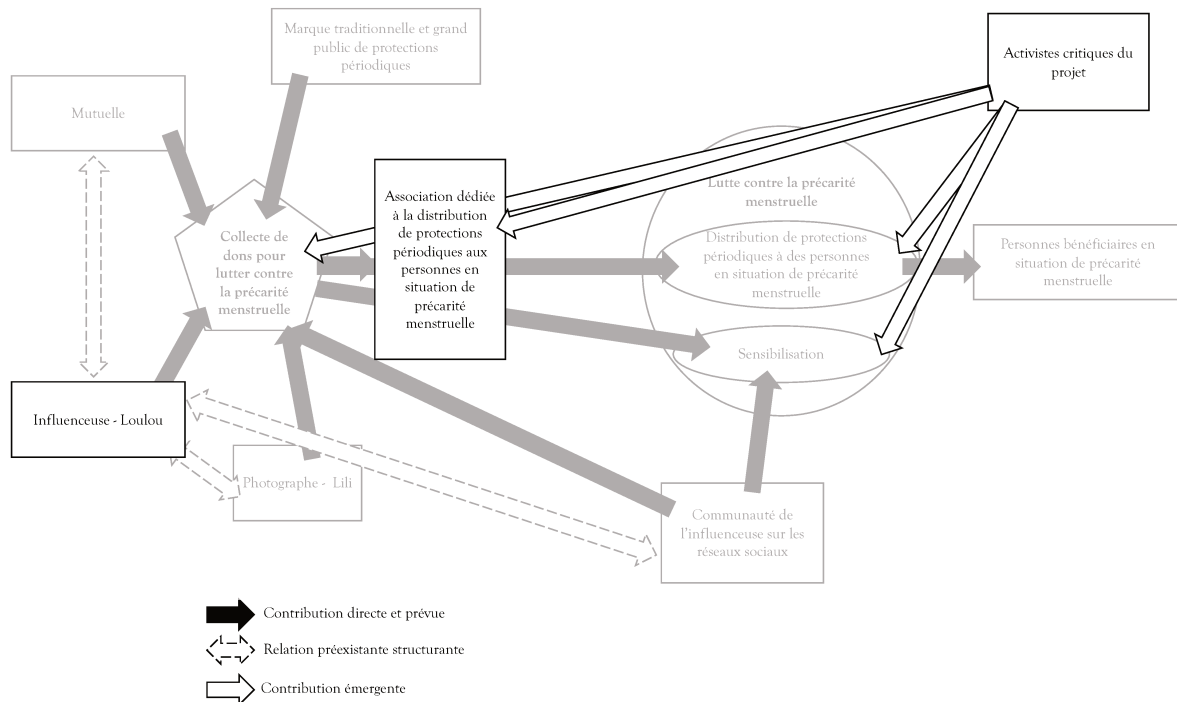 Marque traditionnelle et grand
public de protections
périodiques
Activistes critiques du
projet
Mutuelle
Association dédiée
à la distribution
de protections
périodiques aux
personnes en
situation de
précarité
menstruelle
Lutte contre la précarité
menstruelle
Collecte de
dons pour
lutter contre
la précarité
menstruelle
Distribution de protections
périodiques à des personnes
en situation de précarité
menstruelle
Personnes bénéficiaires en
situation de précarité
menstruelle
Sensibilisation
Influenceuse - Loulou
Photographe - Lili
Communauté de
l'influenceuse sur les
réseaux sociaux
Contribution directe et prévue
Relation préexistante structurante
Contribution émergente